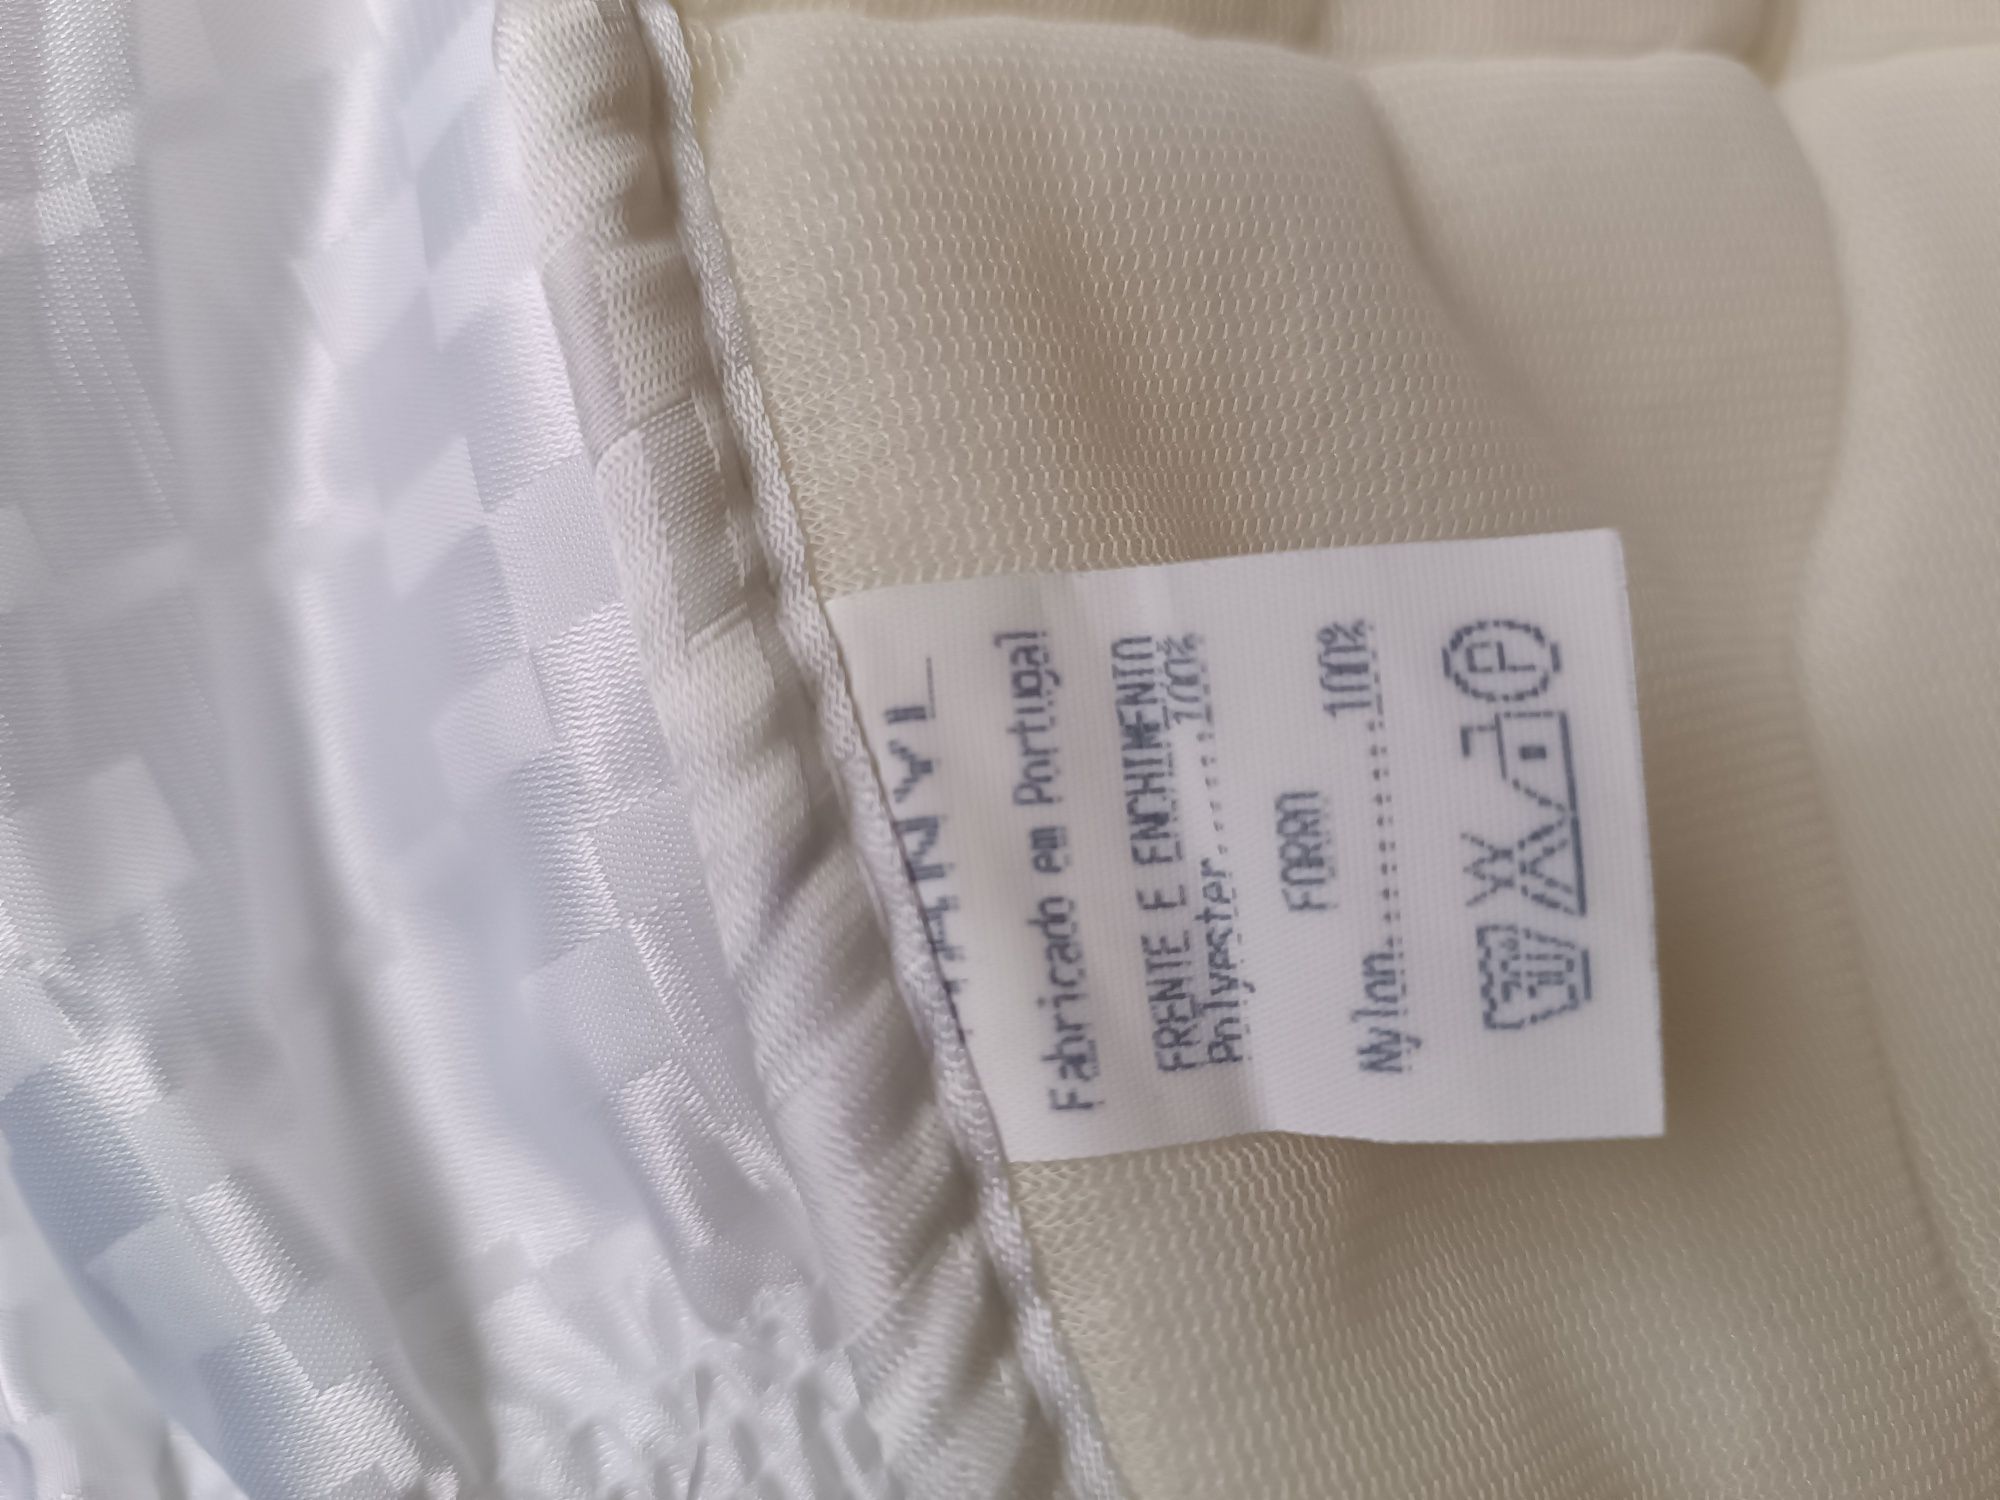 Fabricado em Portugal
FRENTE E ENCHIMENTO
Polyester......100%
FORRO
Nylon..........100%
P